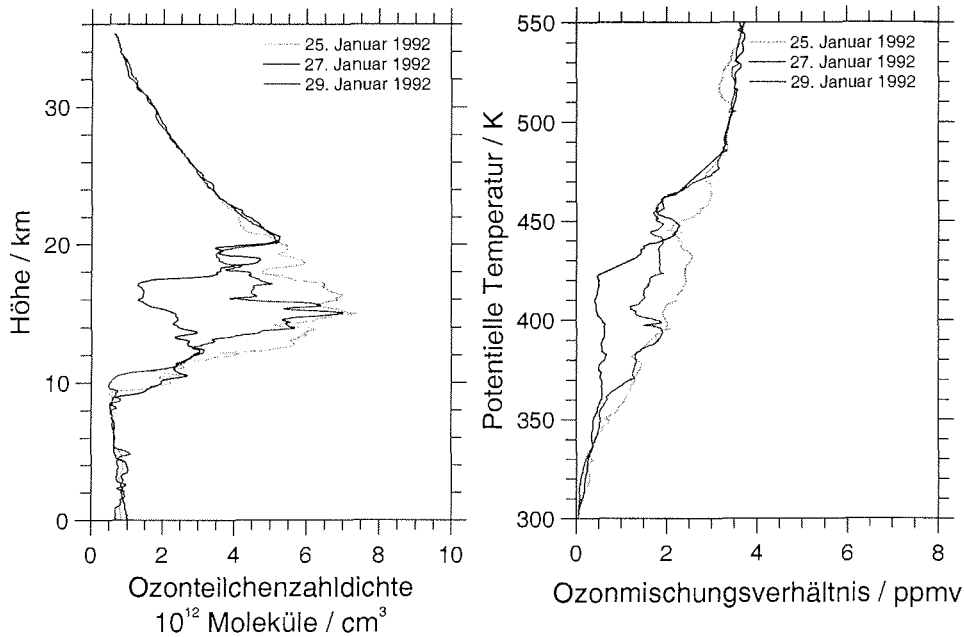 25. Januar 1992
27. Januar 1992
29. Januar 1992
Höhe / km
30
20
10
0
0 2 4 6 8 10
Ozonteilchenzahldichte
10¹² Moleküle / cm³
25. Januar 1992
27. Januar 1992
29. Januar 1992
Potentielle Temperatur / K
550
500
450
400
350
300
0 2 4 6 8
Ozonmischungsverhältnis / ppmv